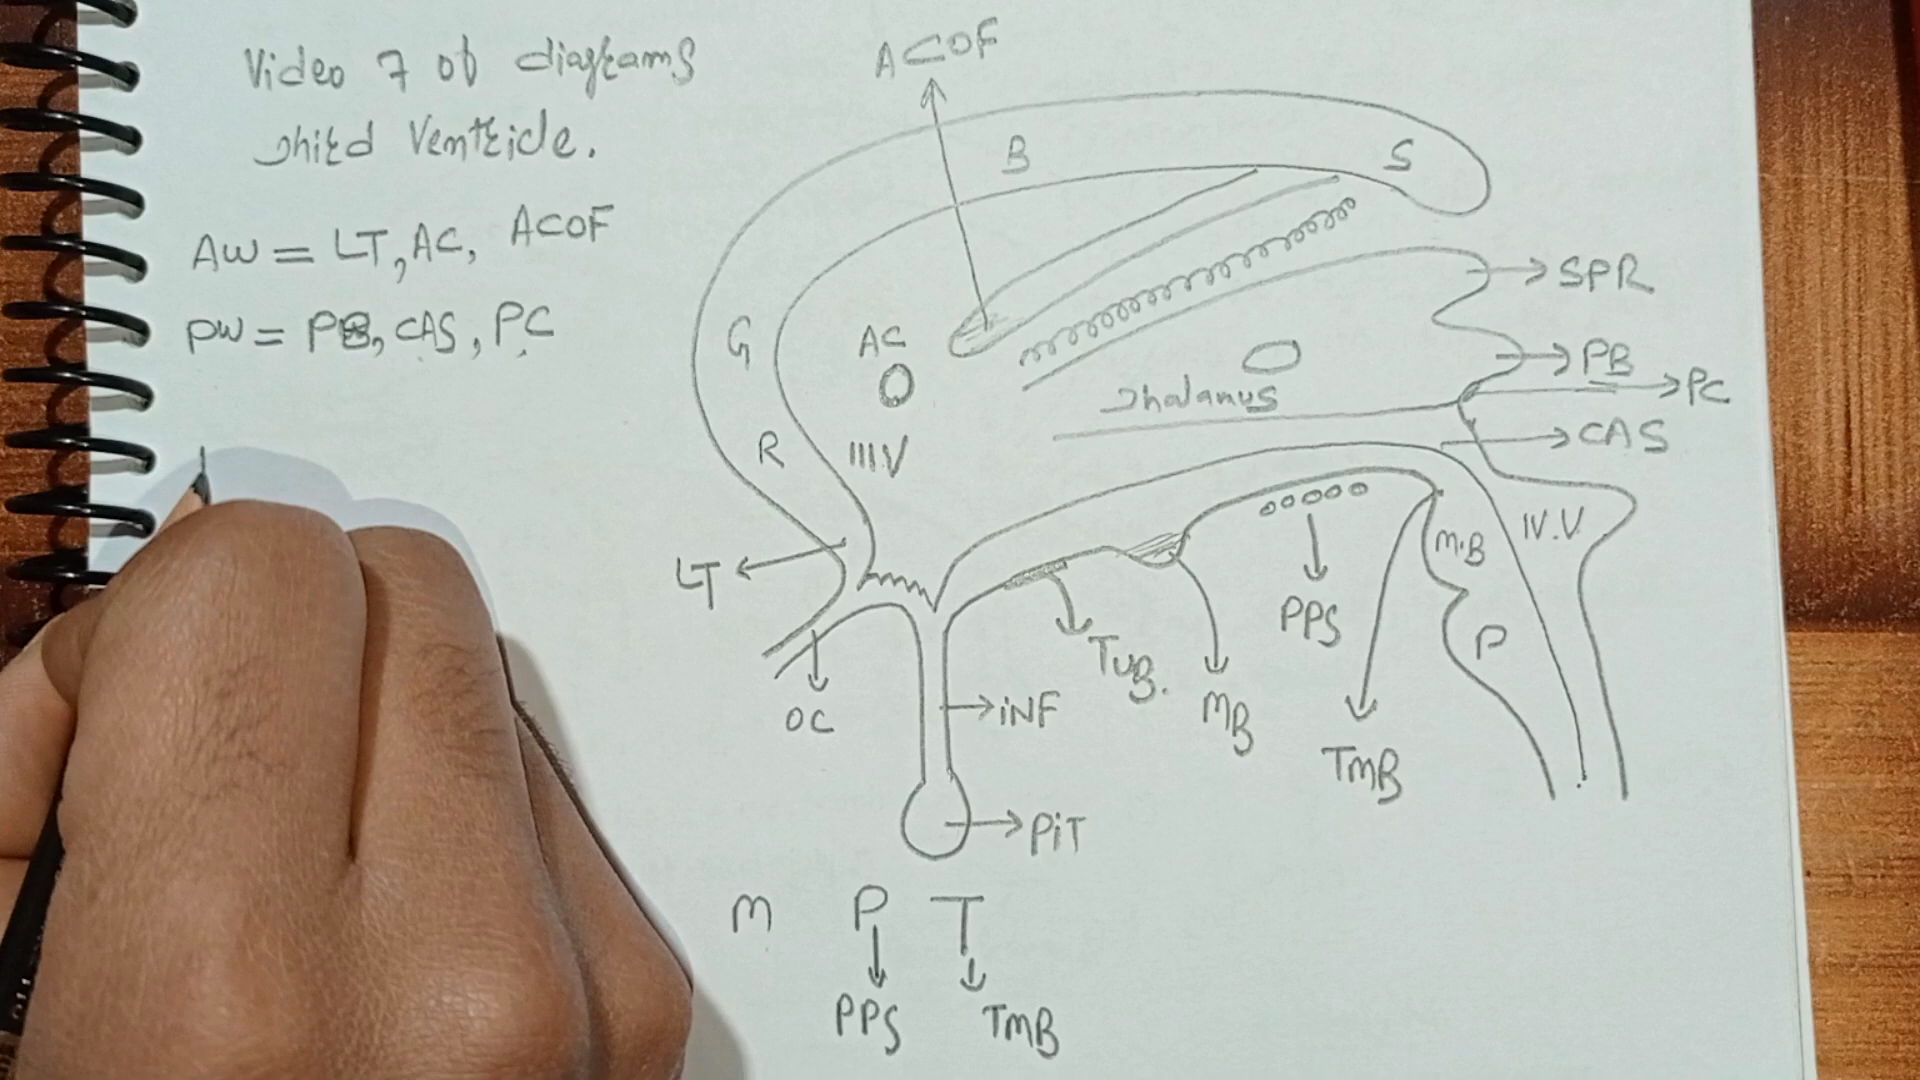 Video 7 of diagrams
Third Ventricle.
AW = LT, AC, ACOF
PW = PB, CAS, PC
ACOF
B
S
G
R
AC
IIIV
Thalamus
SPR
PB
PC
CAS
IV.V
M.B
P
LT
OC
INF
PiT
TUB.
MB
PPS
TMB
M P T
PPS TMB